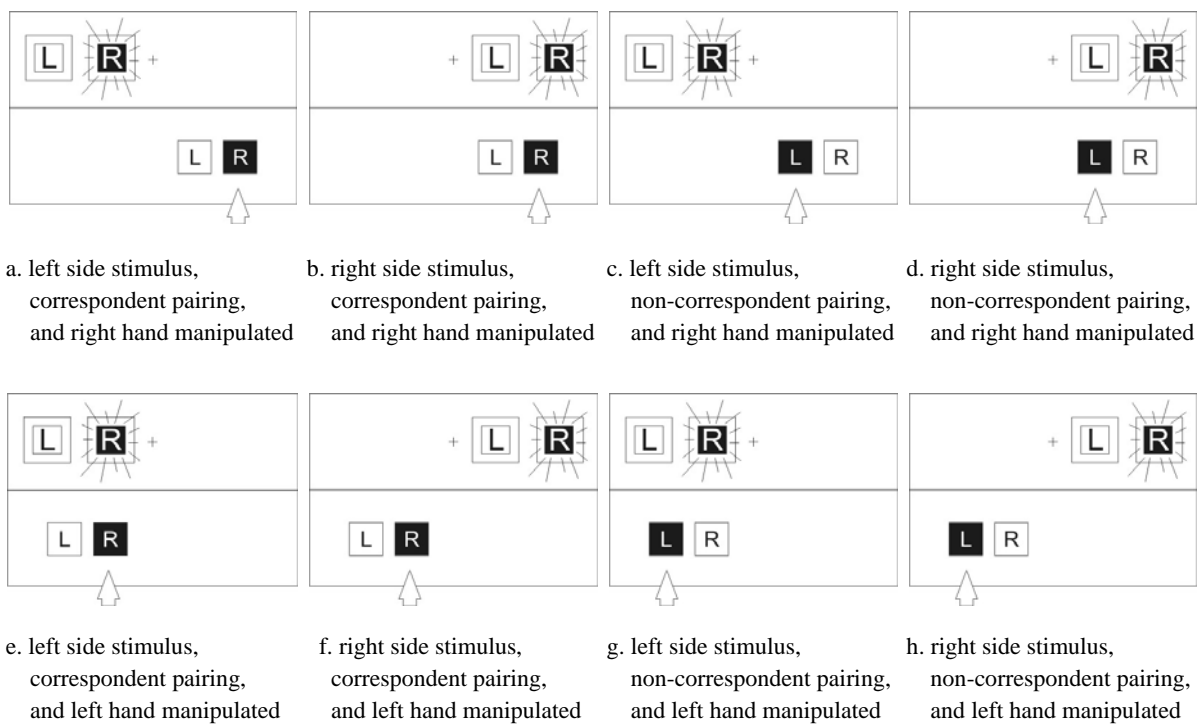 L R + + L R L R + + L R
L R L R L R L R
a. left side stimulus,
correspondent pairing,
and right hand manipulated
b. right side stimulus,
correspondent pairing,
and right hand manipulated
c. left side stimulus,
non-correspondent pairing,
and right hand manipulated
d. right side stimulus,
non-correspondent pairing,
and right hand manipulated
L R + + L R L R + + L R
L R L R L R L R
e. left side stimulus,
correspondent pairing,
and left hand manipulated
f. right side stimulus,
correspondent pairing,
and left hand manipulated
g. left side stimulus,
non-correspondent pairing,
and left hand manipulated
h. right side stimulus,
non-correspondent pairing,
and left hand manipulated